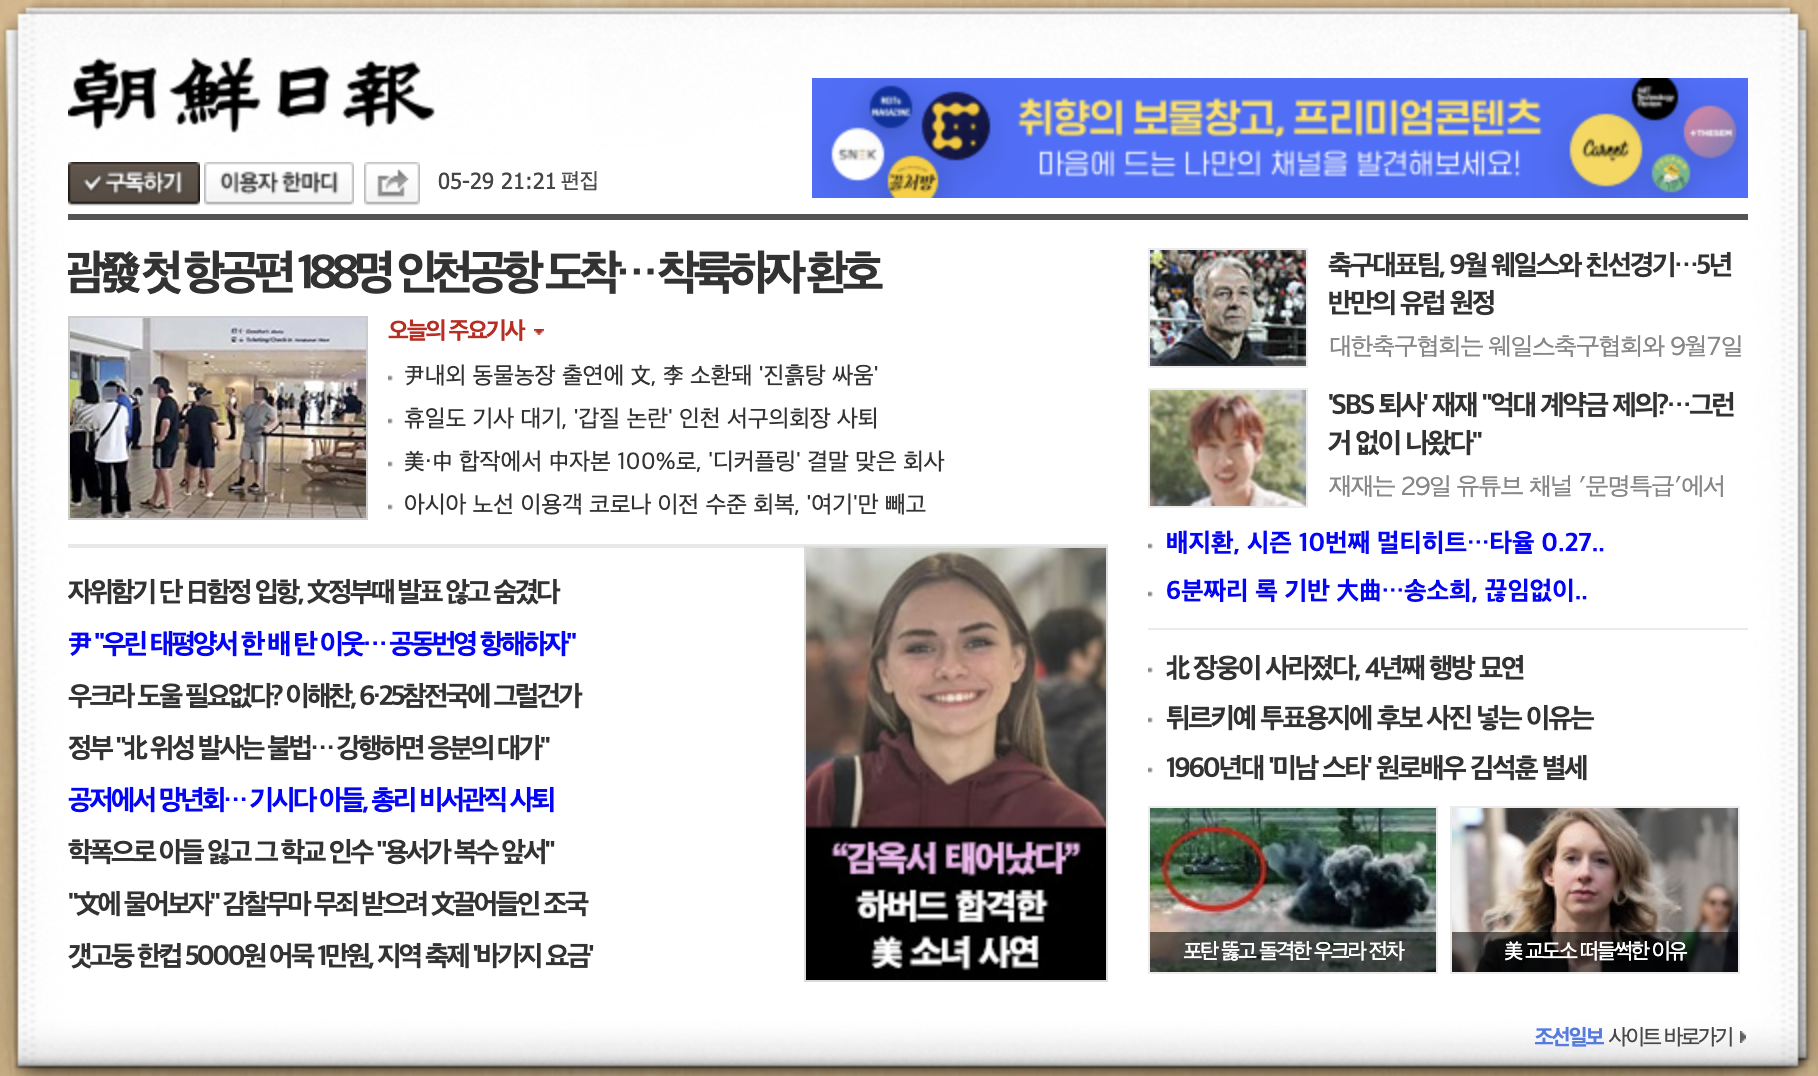 朝鮮日報
구독하기
이용자 한마디
05-29 21:21 편집
SNEK
취향의 보물창고, 프리미엄콘텐츠
마음에 드는 나만의 채널을 발견해보세요!
Carrot
+THESEM
괌發 첫 항공편 188명 인천공항 도착…착륙하자 환호
오늘의 주요기사
尹내외 동물농장 출연에 文, 李 소환돼 '진흙탕 싸움'
휴일도 기사 대기, '갑질 논란' 인천 서구의회장 사퇴
美·中 합작에서 中자본 100%로, '디커플링' 결말 맞은 회사
아시아 노선 이용객 코로나 이전 수준 회복, '여기'만 빼고
자위함기 단 日함정 입항, 文정부때 발표 않고 숨겼다
尹 "우린 태평양서 한 배 탄 이웃… 공동번영 항해하자"
우크라 도울 필요없다? 이해찬, 6·25참전국에 그럴건가
정부 "北 위성 발사는 불법… 강행하면 응분의 대가"
공저에서 망년회… 기시다 아들, 총리 비서관직 사퇴
학폭으로 아들 잃고 그 학교 인수 "용서가 복수 앞서"
"文에 물어보자" 감찰무마 무죄 받으려 文끌어들인 조국
갯고둥 한컵 5000원 어묵 1만원, 지역 축제 '바가지 요금'
“감옥서 태어났다”
하버드 합격한
美 소녀 사연
축구대표팀, 9월 웨일스와 친선경기…5년
반만의 유럽 원정
대한축구협회는 웨일스축구협회와 9월7일
'SBS 퇴사' 재재 "억대 계약금 제의?…그런
거 없이 나왔다"
재재는 29일 유튜브 채널 '문명특급'에서
배지환, 시즌 10번째 멀티히트…타율 0.27..
6분짜리 록 기반 大曲…송소희, 끊임없이..
北 장웅이 사라졌다, 4년째 행방 묘연
튀르키예 투표용지에 후보 사진 넣는 이유는
1960년대 '미남 스타' 원로배우 김석훈 별세
포탄 뚫고 돌격한 우크라 전차
美 교도소 떠들썩한 이유
조선일보 사이트 바로가기